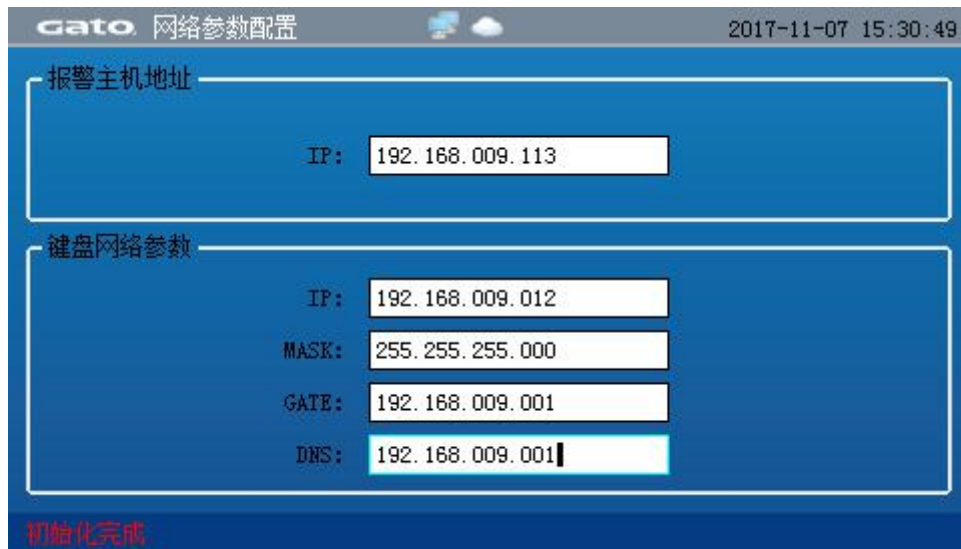 Gato 网络参数配置 2017-11-07 15:30:49
报警主机地址
IP: 192.168.009.113
键盘网络参数
IP: 192.168.009.012
MASK: 255.255.255.000
GATE: 192.168.009.001
DNS: 192.168.009.001
初始化完成